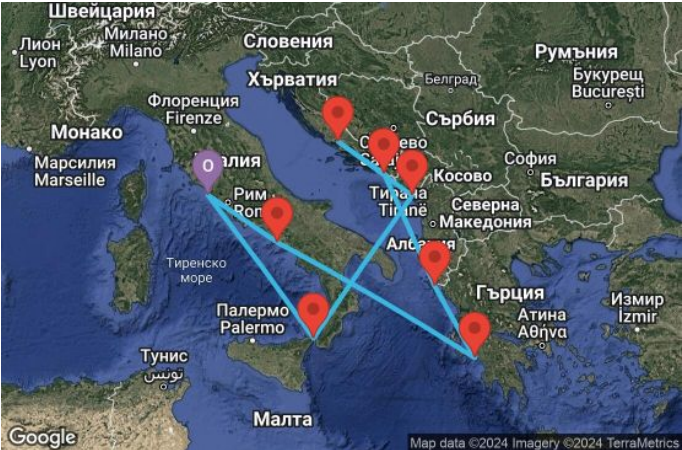 Швейцария
Милано
Milano
Лион
Lyon
Словения
Румъния
Хърватия
Белград
Букурещ
București
Флоренция
Firenze
Монако
Сърбия
Марсилия
Marseille
О
Рим
София
Косово
България
Тирана
Tiranë
Северна
Македония
Албания
Тиренско
море
Гърция
Измир
İzmir
Атина
Αθήνα
Палермо
Palermo
Тунис
تونس
Малта
Google
Map data ©2024 Imagery ©2024 TerraMetrics